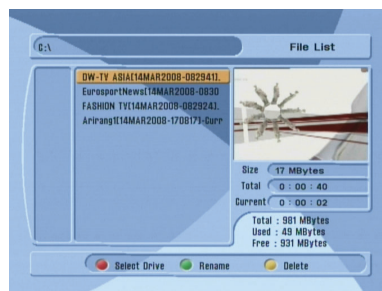 C:\
File List
DW-TV ASIA[14MAR2008-082941].
EurosportNews[14MAR2008-0830
FASHION TV[14MAR2008-082924].
Arirang1[14MAR2008-170817]-Curr
Size 17 MBytes
Total 0 : 00 : 40
Current 0 : 00 : 02
Total : 981 MBytes
Used : 49 MBytes
Free : 931 MBytes
Select Drive Rename Delete